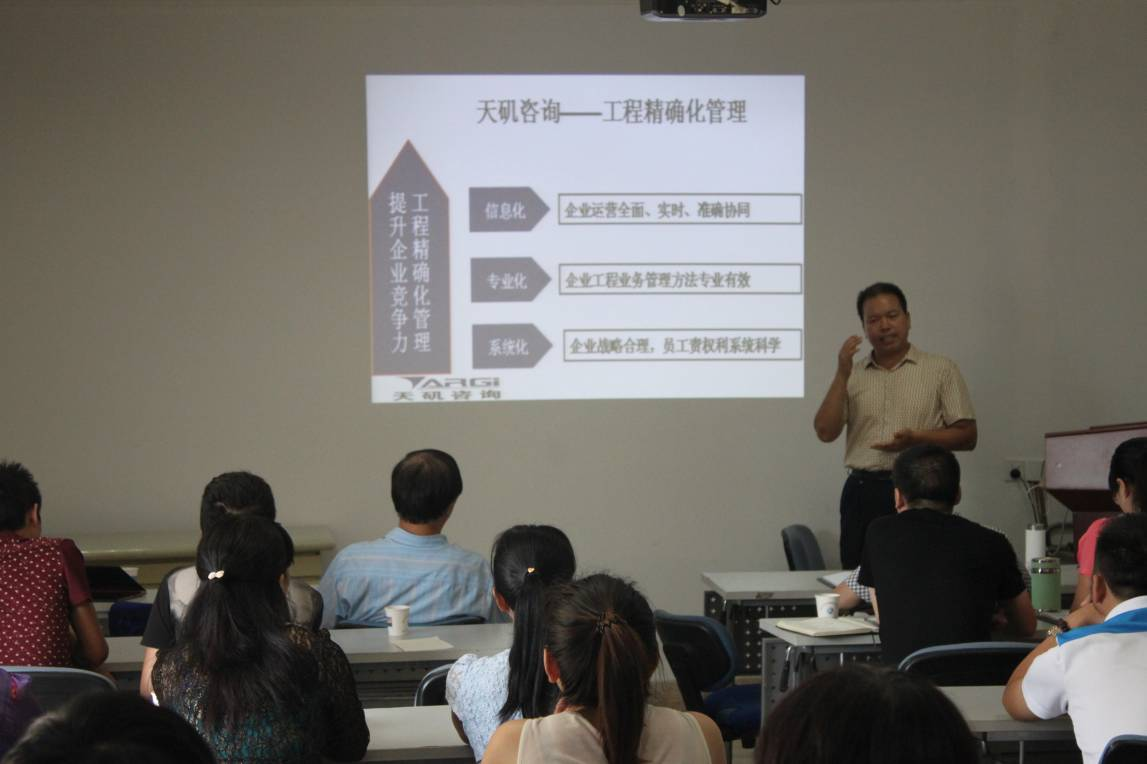 天矶咨询——工程精确化管理
工程精确化管理
提升企业竞争力
信息化
企业运营全面、实时、准确协同
专业化
企业工程业务管理方法专业有效
系统化
企业战略合理，员工责权利系统科学
TARGi
天矶咨询